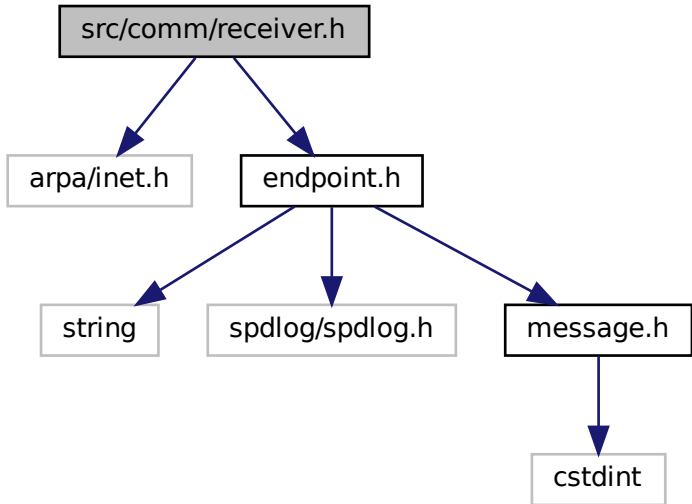 src/comm/receiver.h
arpa/inet.h
endpoint.h
string
spdlog/spdlog.h
message.h
cstdint